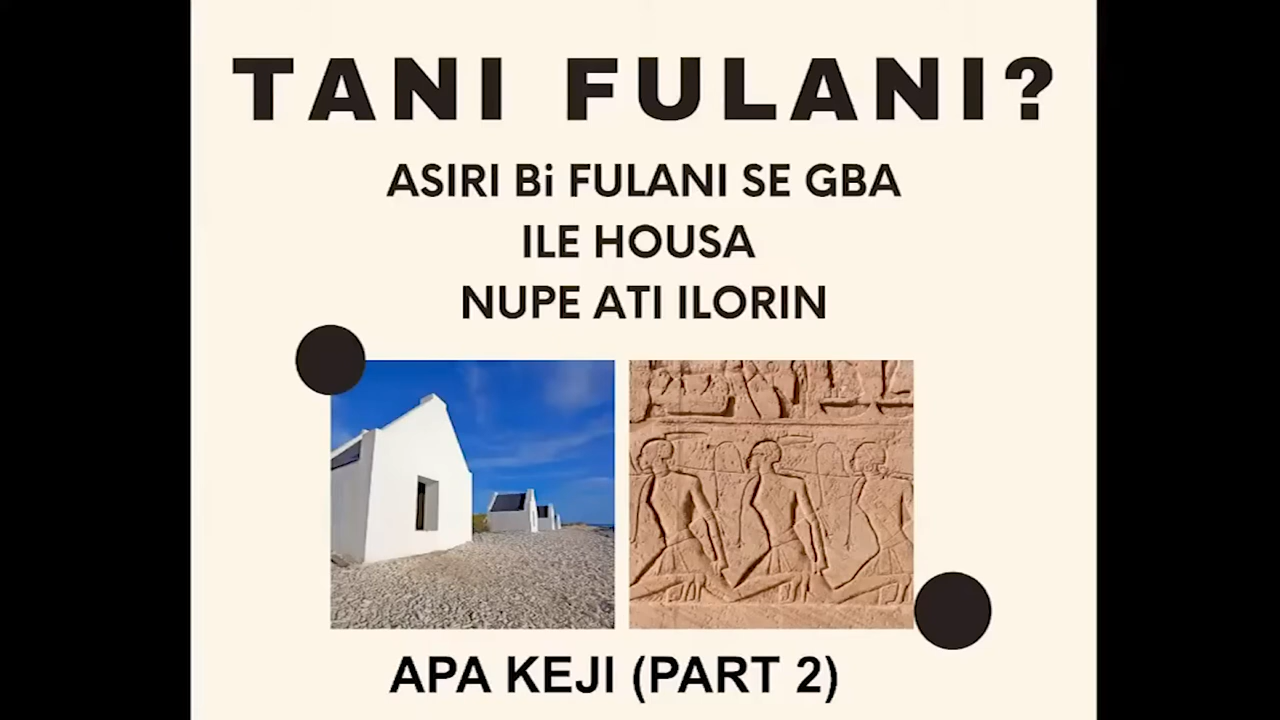 TANI FULANI?
ASIRI Bi FULANI SE GBA
ILE HOUSA
NUPE ATI ILORIN
APA KEJI (PART 2)